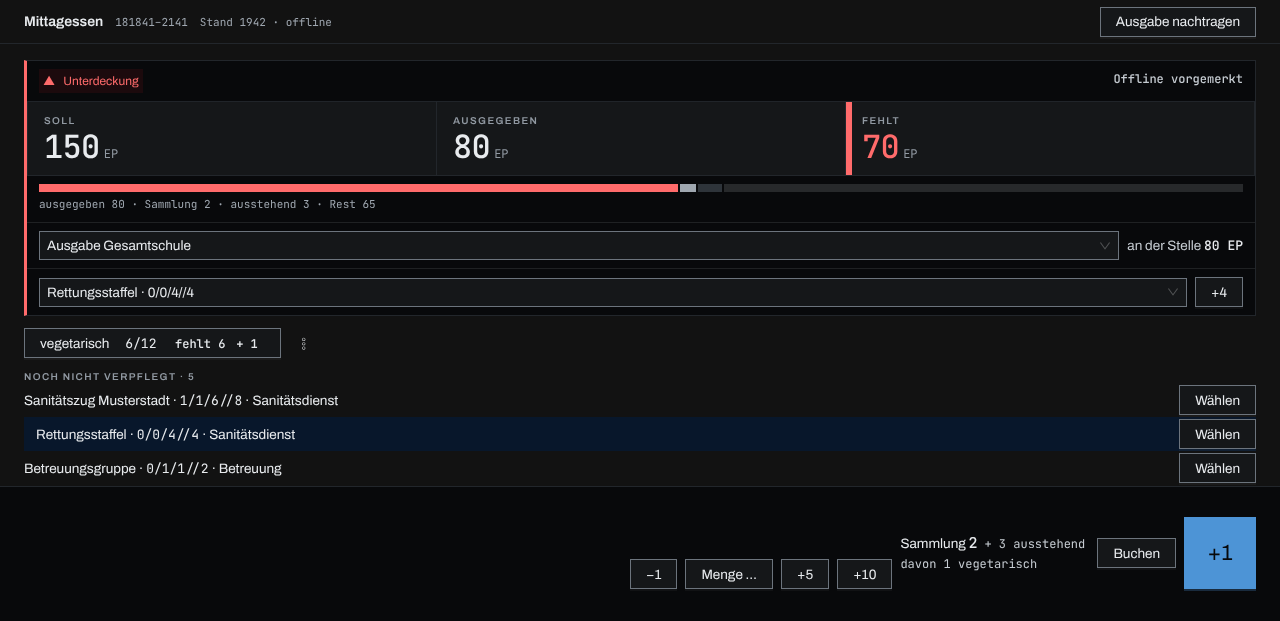 Mittagessen 181841–2141 Stand 1942 · offline
Ausgabe nachtragen
Unterdeckung
Offline vorgemerkt
SOLL
150 EP
AUSGEGEBEN
80 EP
FEHLT
70 EP
ausgegeben 80 · Sammlung 2 · ausstehend 3 · Rest 65
Ausgabe Gesamtschule
an der Stelle 80 EP
Rettungsstaffel · 0/0/4//4
+4
vegetarisch 6/12 fehlt 6 + 1
NOCH NICHT VERPFLEGT · 5
Sanitätszug Musterstadt · 1/1/6//8 · Sanitätsdienst
Wählen
Rettungsstaffel · 0/0/4//4 · Sanitätsdienst
Wählen
Betreuungsgruppe · 0/1/1//2 · Betreuung
Wählen
−1
Menge ...
+5
+10
Sammlung 2 + 3 ausstehend
davon 1 vegetarisch
Buchen
+1